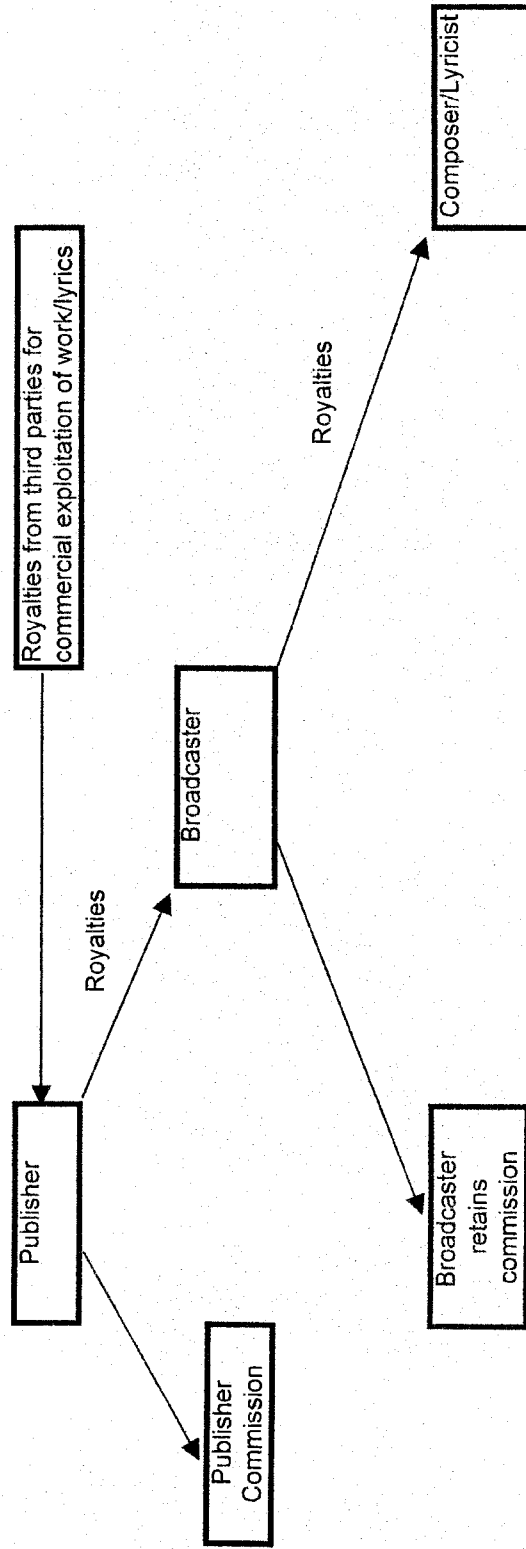 Royalties from third parties for
commercial exploitation of work/lyrics
Publisher
Royalties
Publisher
Commission
Broadcaster
Royalties
Broadcaster
retains
commission
Composer/Lyricist